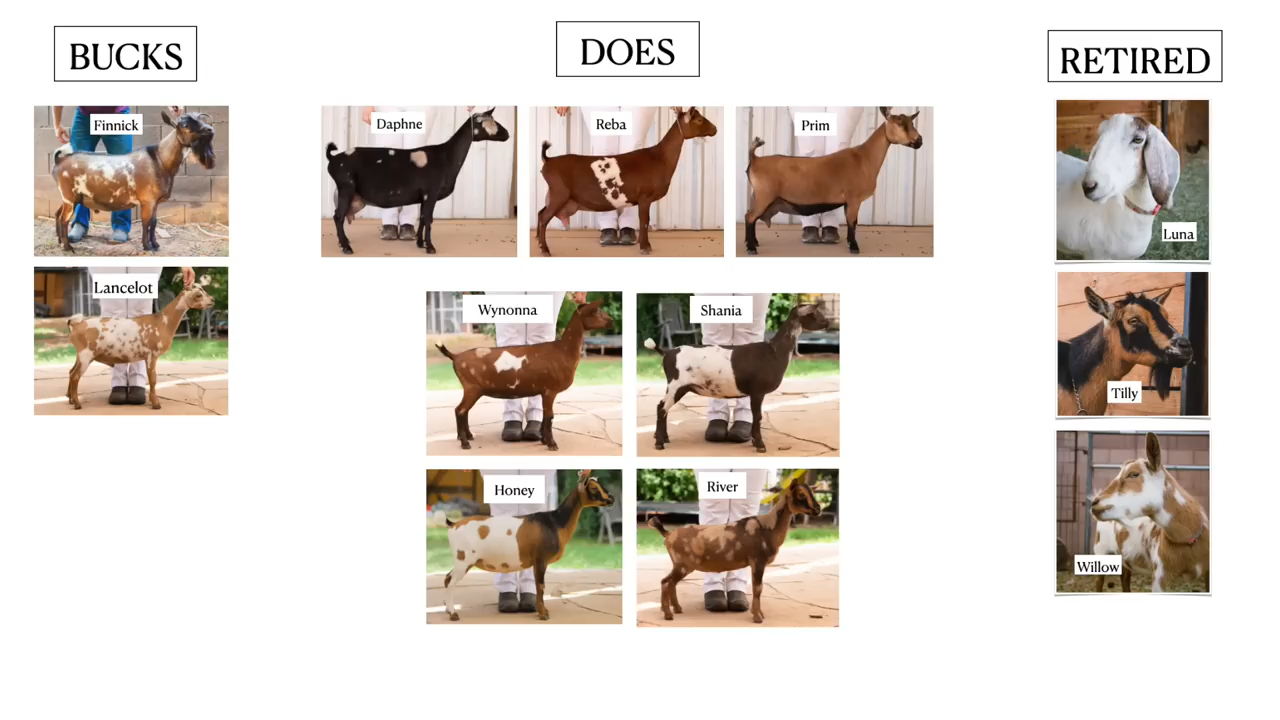 BUCKS
Finnick
Lancelot
DOES
Daphne
Reba
Prim
Wynonna
Shania
Honey
River
RETIRED
Luna
Tilly
Willow